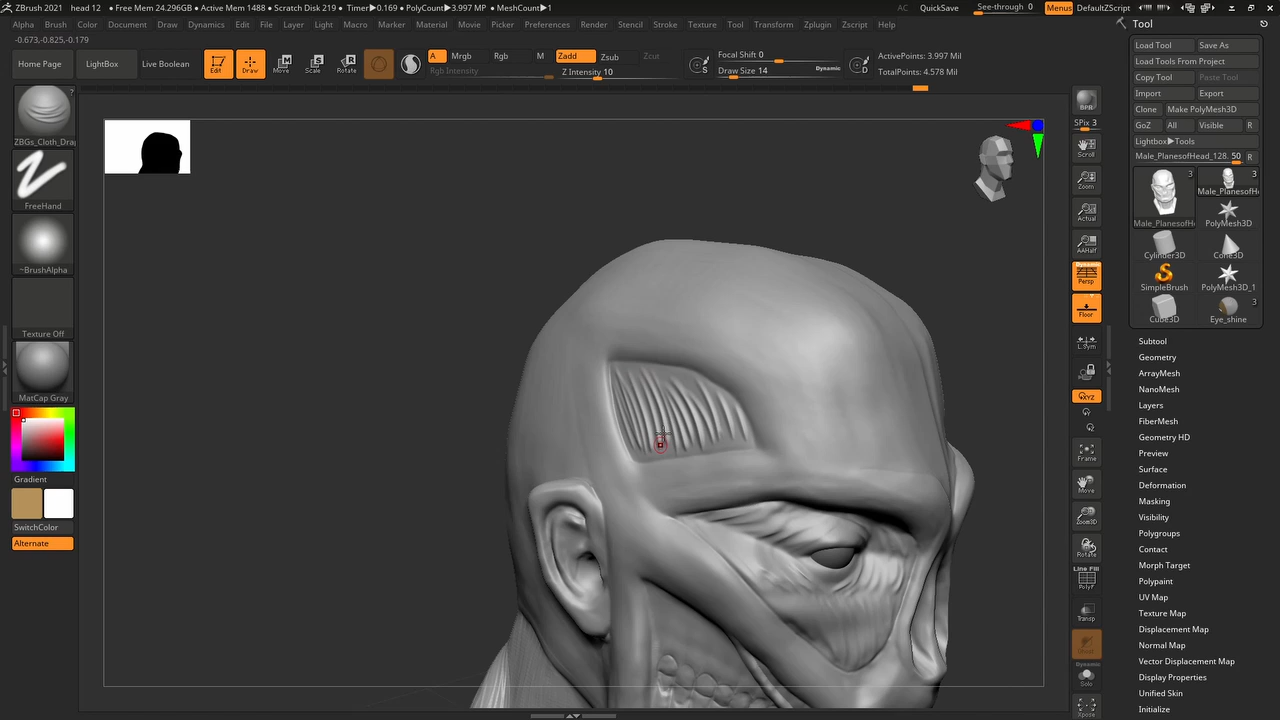 ZBrush 2021 head 12 • Free Mem 24.296GB • Active Mem 1488 • Scratch Disk 219 • Timer▶0.169 • PolyCount▶3.997 MP • MeshCount▶1
AC QuickSave See-through 0 Menus DefaultZScript
Alpha Brush Color Document Draw Dynamics Edit File Layer Light Macro Marker Material Movie Picker Preferences Render Stencil Stroke Texture Tool Transform Zplugin Zscript Help
-0.673,-0.825,-0.179
Home Page LightBox Live Boolean Edit Draw Move Scale Rotate
A Mrgb Rgb M Zadd Zsub Zcut
Rgb Intensity Z Intensity 10
Focal Shift 0
Draw Size 14 Dynamic
S D
ActivePoints: 3.997 Mil
TotalPoints: 4.578 Mil
?
ZBGs_Cloth_Dra
FreeHand
~BrushAlpha
Texture Off
MatCap Gray
Gradient
SwitchColor
Alternate
BPR
SPix 3
Scroll
Zoom
Actual
AAHalf
Dynamic
Persp
Floor
L.Sym
XYZ
Frame
Move
Zoom3D
Rotate
Line Fill
PolyF
Transp
Dynamic
Solo
Xpose
Tool
Load Tool Save As
Load Tools From Project
Copy Tool Paste Tool
Import Export
Clone Make PolyMesh3D
GoZ All Visible R
Lightbox▶Tools
Male_PlanesofHead_128. 50 R
3 3
Male_PlanesofH
Male_PlanesofH PolyMesh3D
Cylinder3D Cone3D
SimpleBrush PolyMesh3D_1
3
Cube3D Eye_shine
Subtool
Geometry
ArrayMesh
NanoMesh
Layers
FiberMesh
Geometry HD
Preview
Surface
Deformation
Masking
Visibility
Polygroups
Contact
Morph Target
Polypaint
UV Map
Texture Map
Displacement Map
Normal Map
Vector Displacement Map
Display Properties
Unified Skin
Initialize